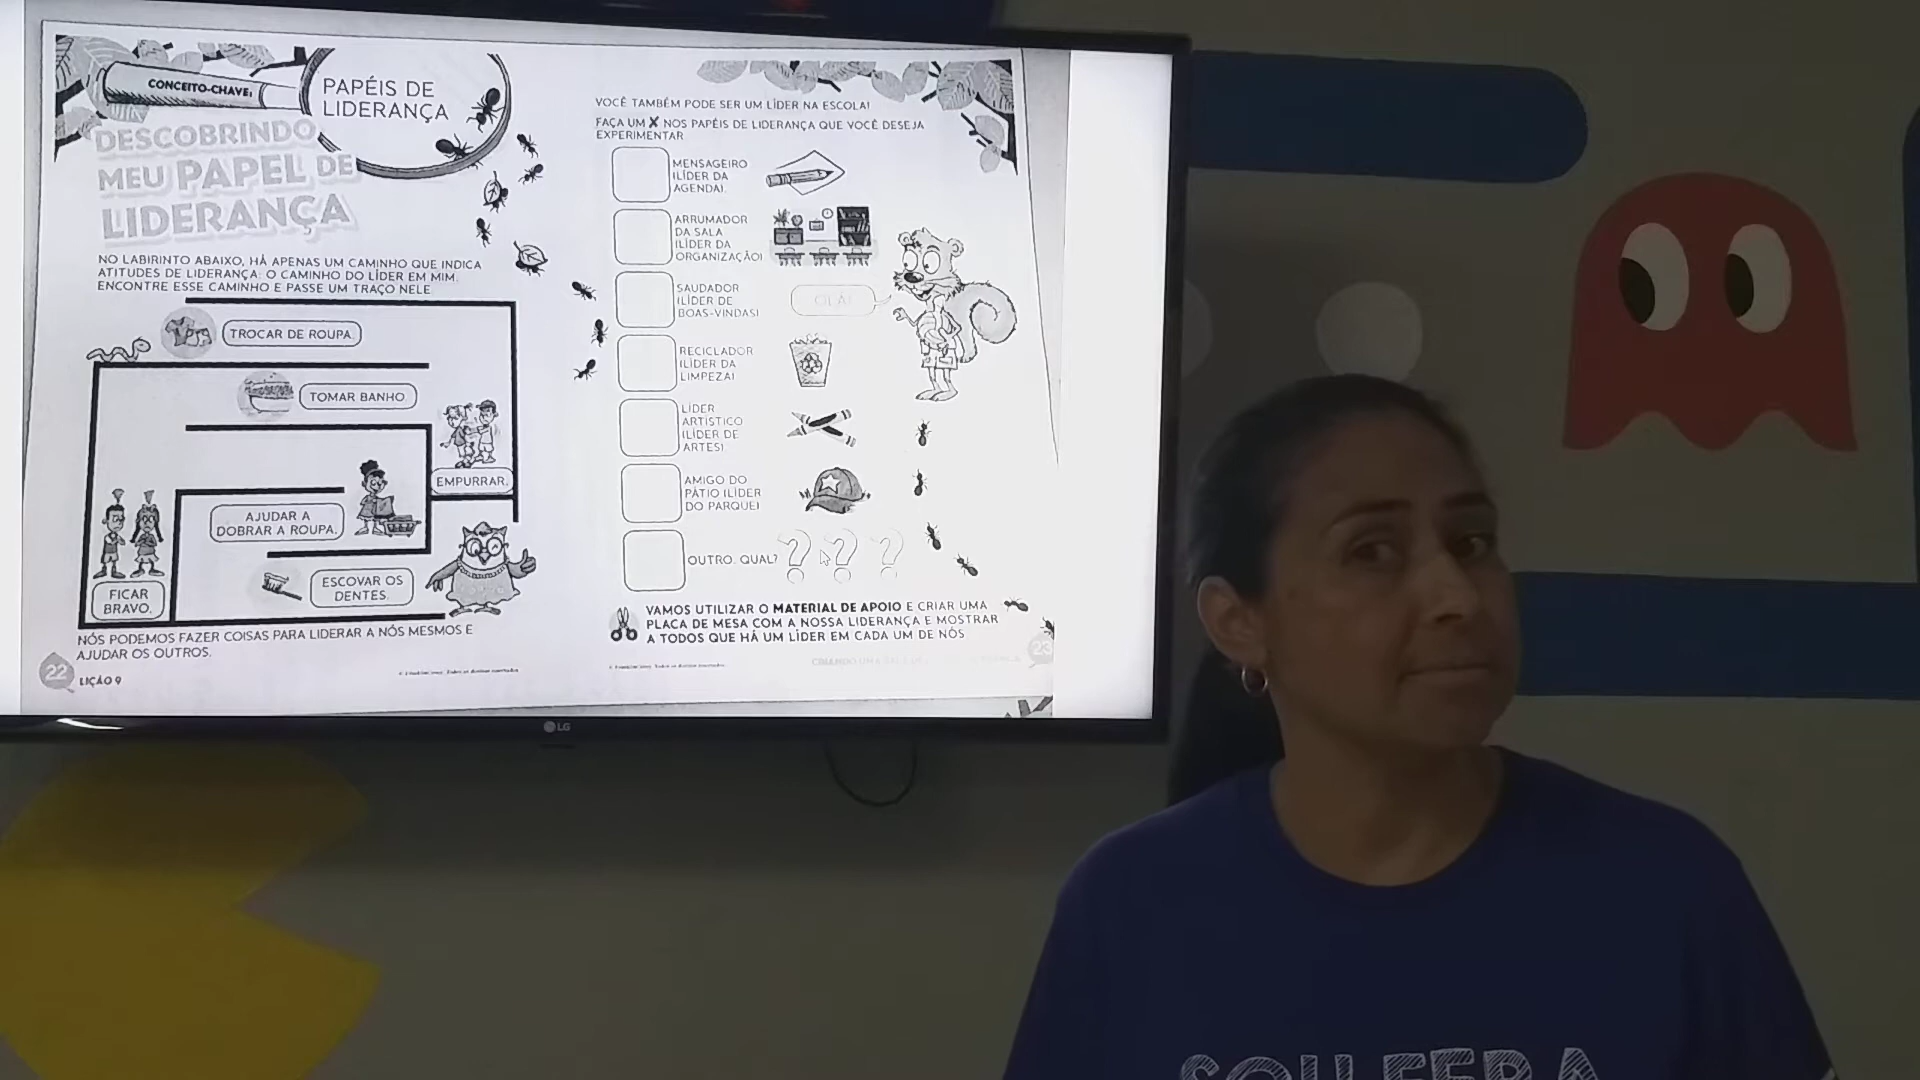 CONCEITO-CHAVE:
PAPÉIS DE
LIDERANÇA
DESCOBRINDO
MEU PAPEL DE
LIDERANÇA
NO LABIRINTO ABAIXO, HÁ APENAS UM CAMINHO QUE INDICA
ATITUDES DE LIDERANÇA: O CAMINHO DO LÍDER EM MIM.
ENCONTRE ESSE CAMINHO E PASSE UM TRAÇO NELE
TROCAR DE ROUPA.
TOMAR BANHO.
EMPURRAR.
AJUDAR A
DOBRAR A ROUPA.
FICAR
BRAVO.
ESCOVAR OS
DENTES.
NÓS PODEMOS FAZER COISAS PARA LIDERAR A NÓS MESMOS E
AJUDAR OS OUTROS.
22
LIÇÃO 9
VOCÊ TAMBÉM PODE SER UM LÍDER NA ESCOLA!
FAÇA UM X NOS PAPÉIS DE LIDERANÇA QUE VOCÊ DESEJA
EXPERIMENTAR
MENSAGEIRO
(LÍDER DA
AGENDA).
ARRUMADOR
DA SALA
(LÍDER DA
ORGANIZAÇÃO)
SAUDADOR
(LÍDER DE
BOAS-VINDAS)
OLÁ!
RECICLADOR
(LÍDER DA
LIMPEZA)
LÍDER
ARTÍSTICO
(LÍDER DE
ARTES)
AMIGO DO
PÁTIO (LÍDER
DO PARQUE)
OUTRO. QUAL? ? ? ?
VAMOS UTILIZAR O MATERIAL DE APOIO E CRIAR UMA
PLACA DE MESA COM A NOSSA LIDERANÇA E MOSTRAR
A TODOS QUE HÁ UM LÍDER EM CADA UM DE NÓS
23
LG
SOU FERA